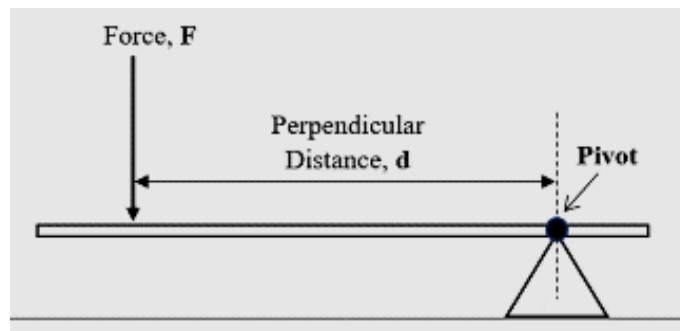 Force, F
Perpendicular
Distance, d
Pivot